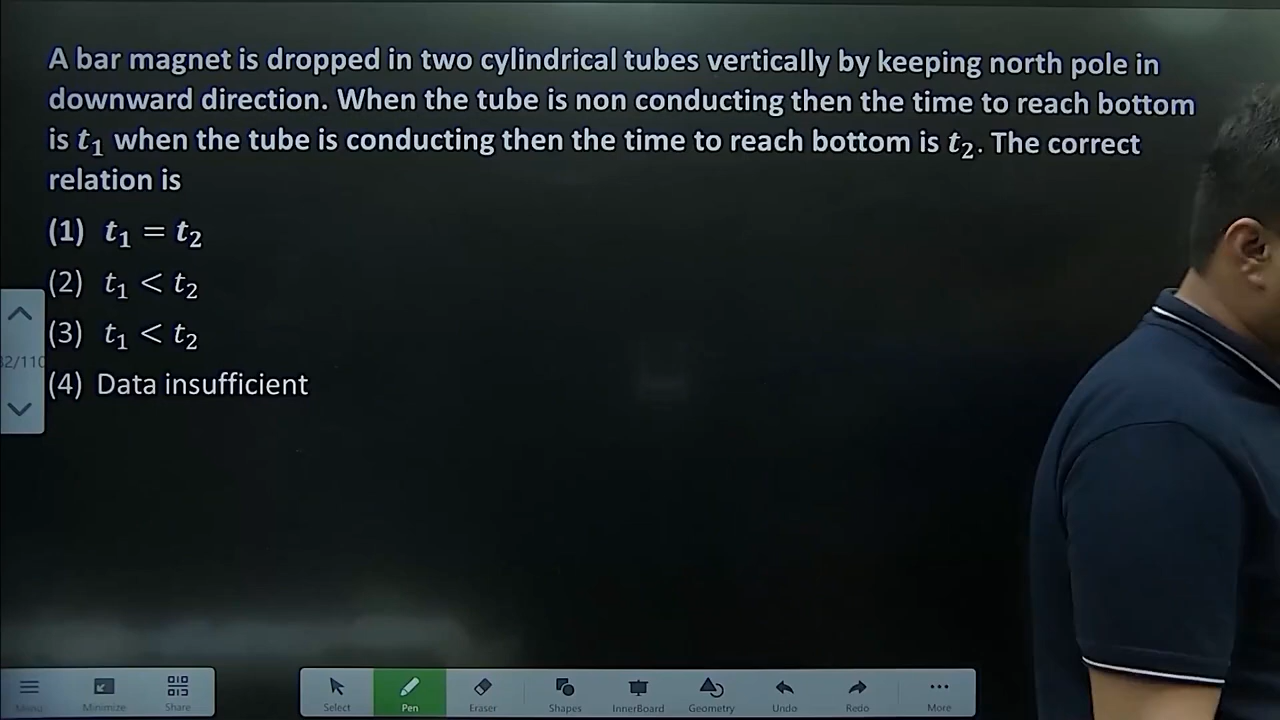 A bar magnet is dropped in two cylindrical tubes vertically by keeping north pole in
downward direction. When the tube is non conducting then the time to reach bottom
is t₁ when the tube is conducting then the time to reach bottom is t₂. The correct
relation is
(1) t₁ = t₂
(2) t₁ < t₂
(3) t₁ < t₂
32/110
(4) Data insufficient
Menu Minimize Share Select Pen Eraser Shapes InnerBoard Geometry Undo Redo More